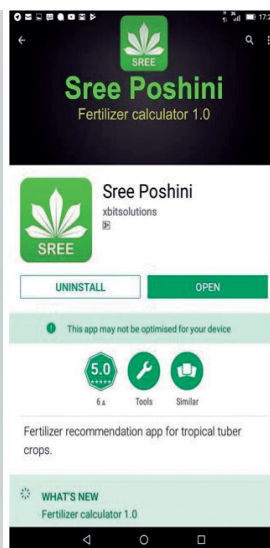 17:2
SREE
Sree Poshini
Fertilizer calculator 1.0
SREE
Sree Poshini
xbitsolutions
UNINSTALL
OPEN
This app may not be optimised for your device
5.0
6
Tools
Similar
Fertilizer recommendation app for tropical tuber
crops.
WHAT'S NEW
Fertilizer calculator 1.0